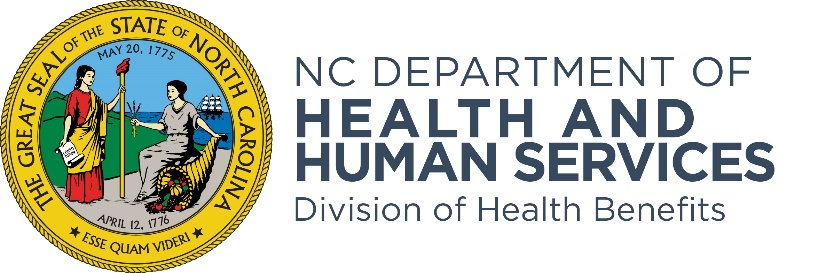 THE GREAT SEAL OF THE STATE OF NORTH CAROLINA
MAY 20, 1775
APRIL 12, 1776
★ ESSE QUAM VIDERI ★
NC DEPARTMENT OF
HEALTH AND
HUMAN SERVICES
Division of Health Benefits